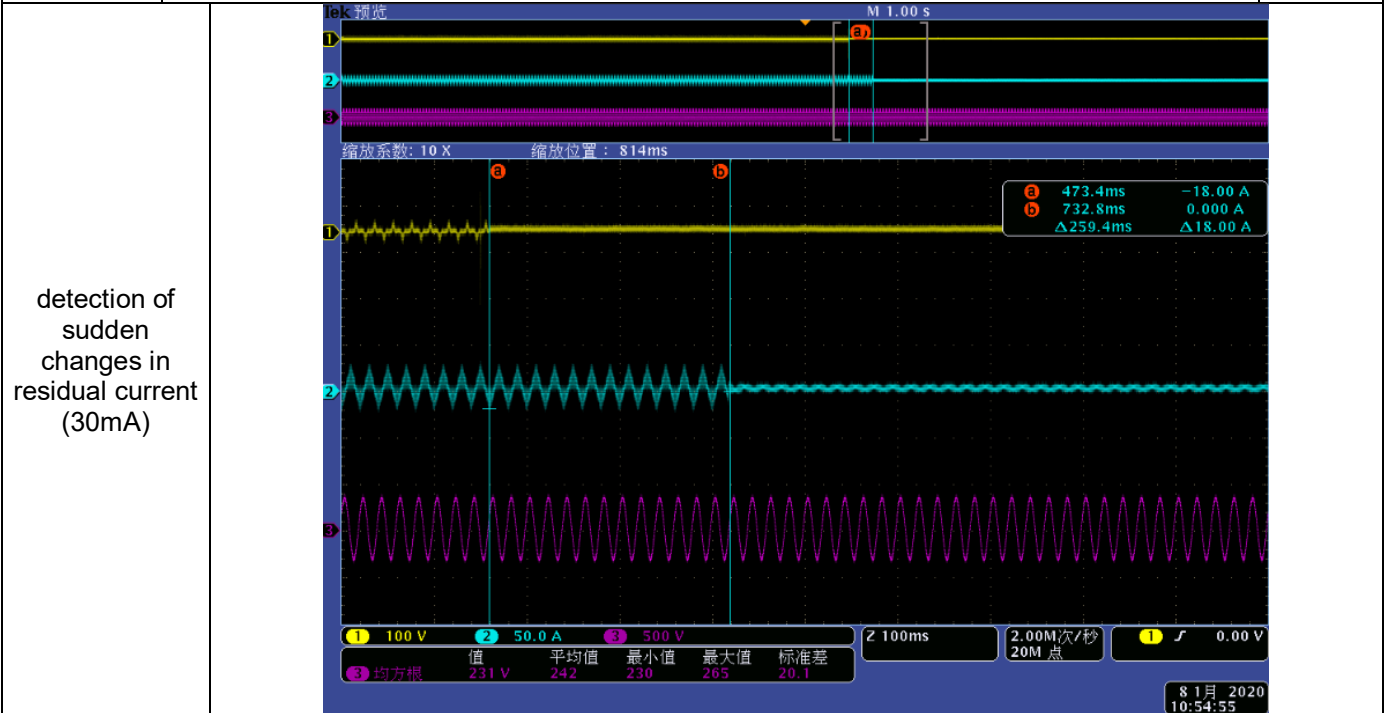 detection of
sudden
changes in
residual current
(30mA)
Tek 预览 M 1.00 s
a
1
2
3
缩放系数: 10 X 缩放位置: 814ms
a b
a 473.4ms -18.00 A
b 732.8ms 0.000 A
Δ259.4ms Δ18.00 A
1
2
3
1 100 V 2 50.0 A 3 500 V Z 100ms 2.00M次/秒 1 0.00 V
20M 点
值 平均值 最小值 最大值 标准差
3 均方根 231 V 242 230 265 20.1
8 1月 2020
10:54:55